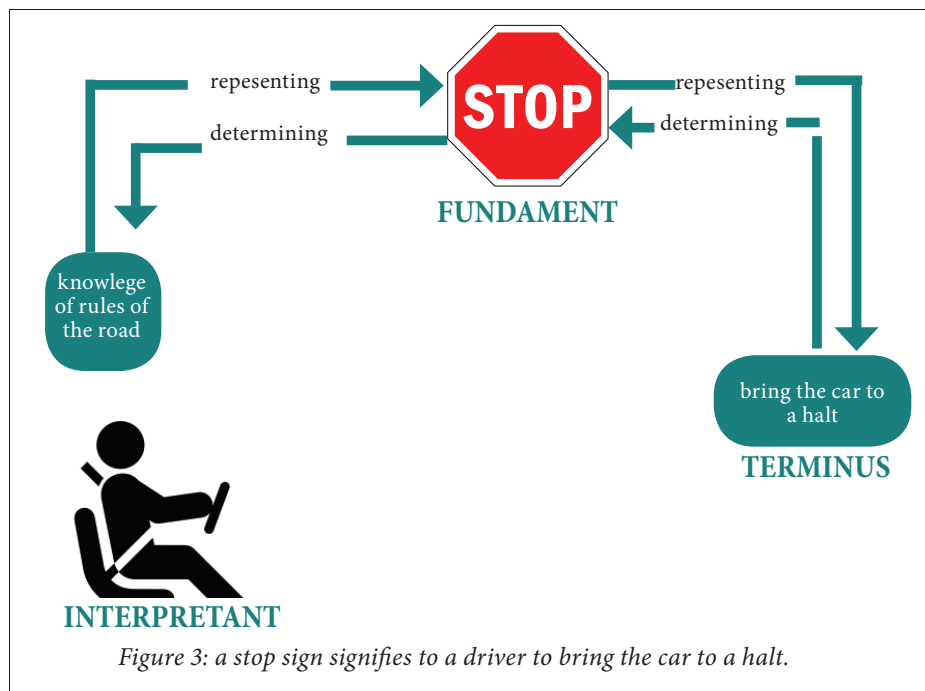 repesenting
determining
STOP
repesenting
determining
FUNDAMENT
knowlege
of rules of
the road
bring the car to
a halt
TERMINUS
INTERPRETANT
Figure 3: a stop sign signifies to a driver to bring the car to a halt.